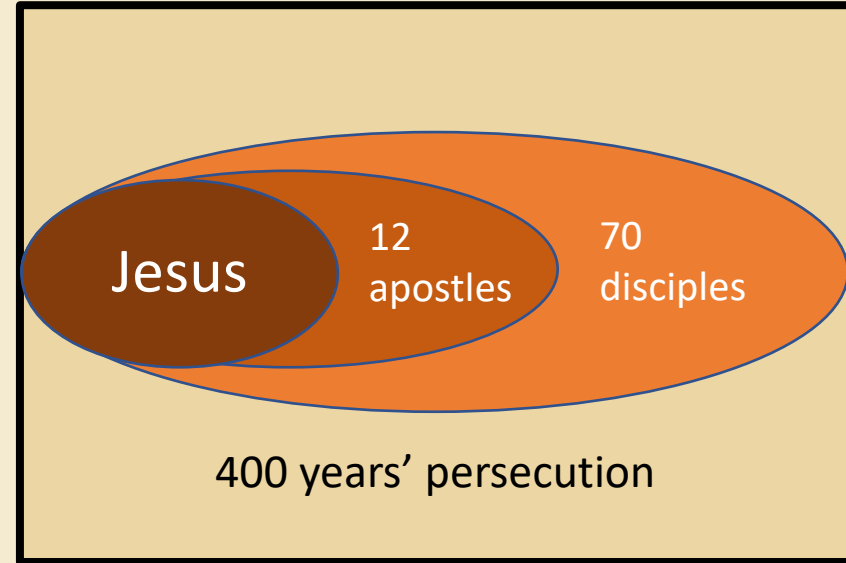 Jesus
12
apostles
70
disciples
400 years’ persecution